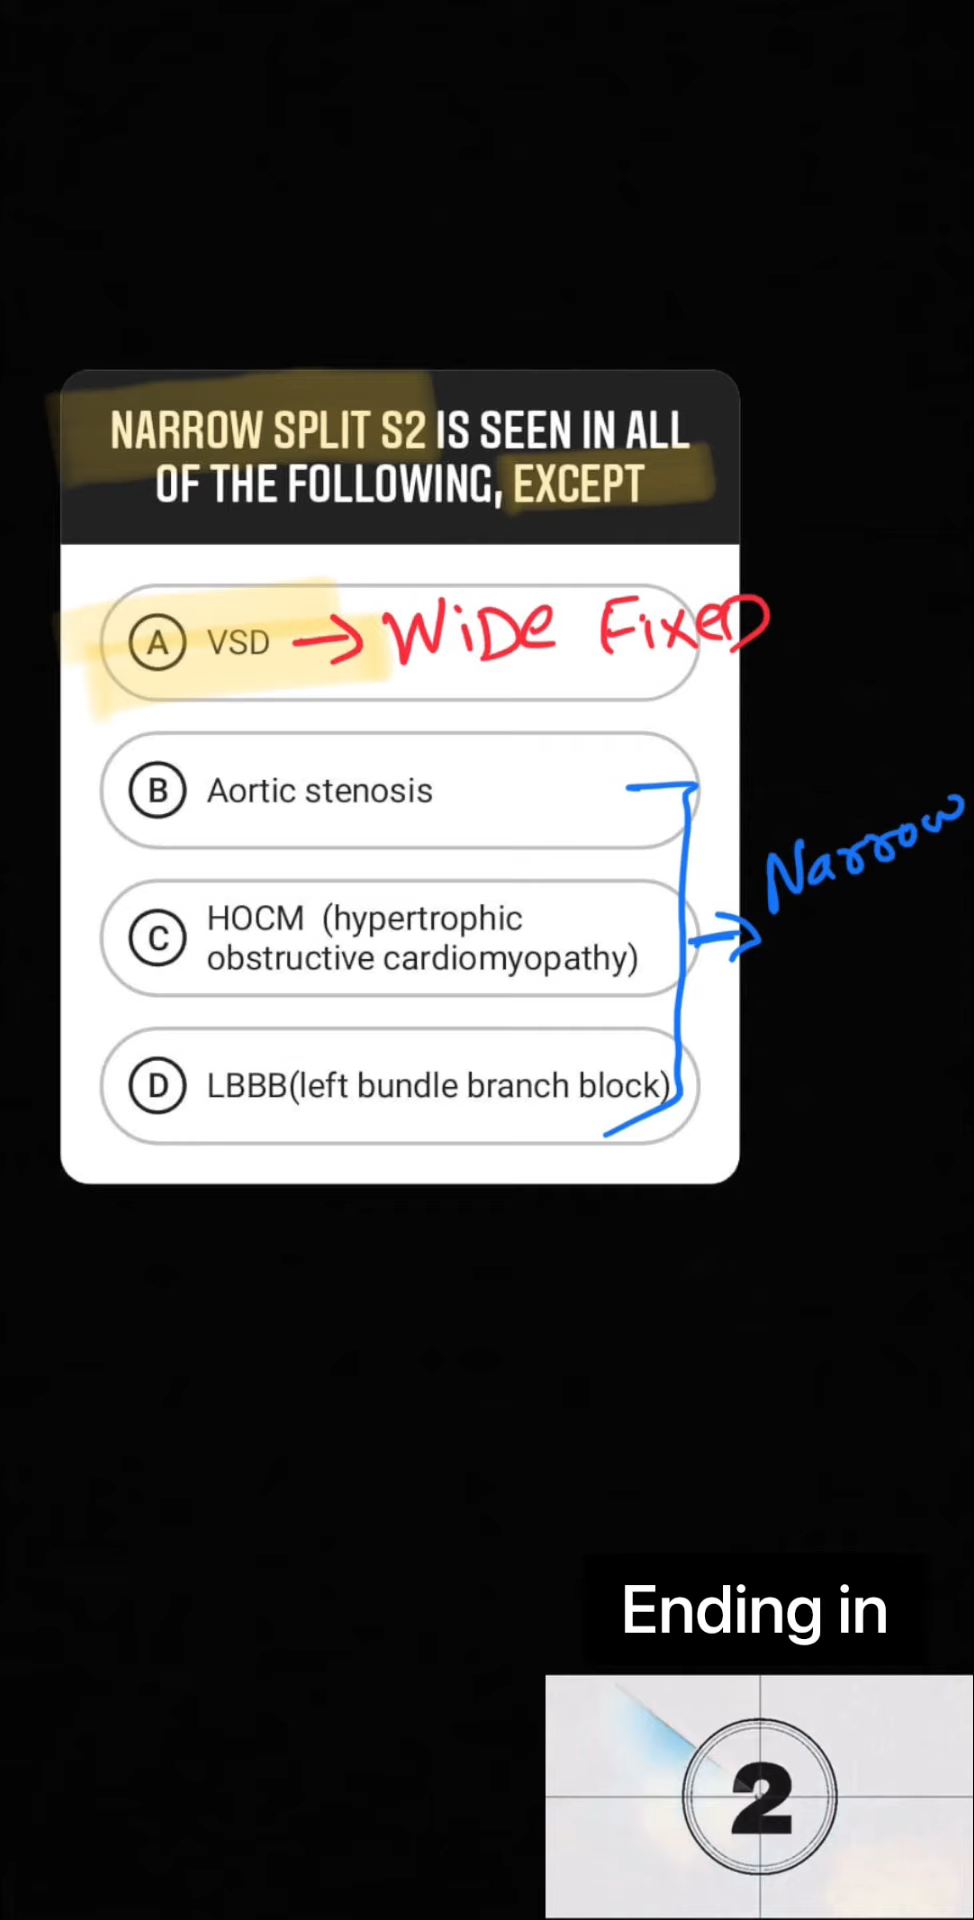 NARROW SPLIT S2 IS SEEN IN ALL
OF THE FOLLOWING, EXCEPT
A VSD → WiDe FixeD
B Aortic stenosis
Narrow
C HOCM (hypertrophic
obstructive cardiomyopathy)
D LBBB(left bundle branch block)
Ending in
2